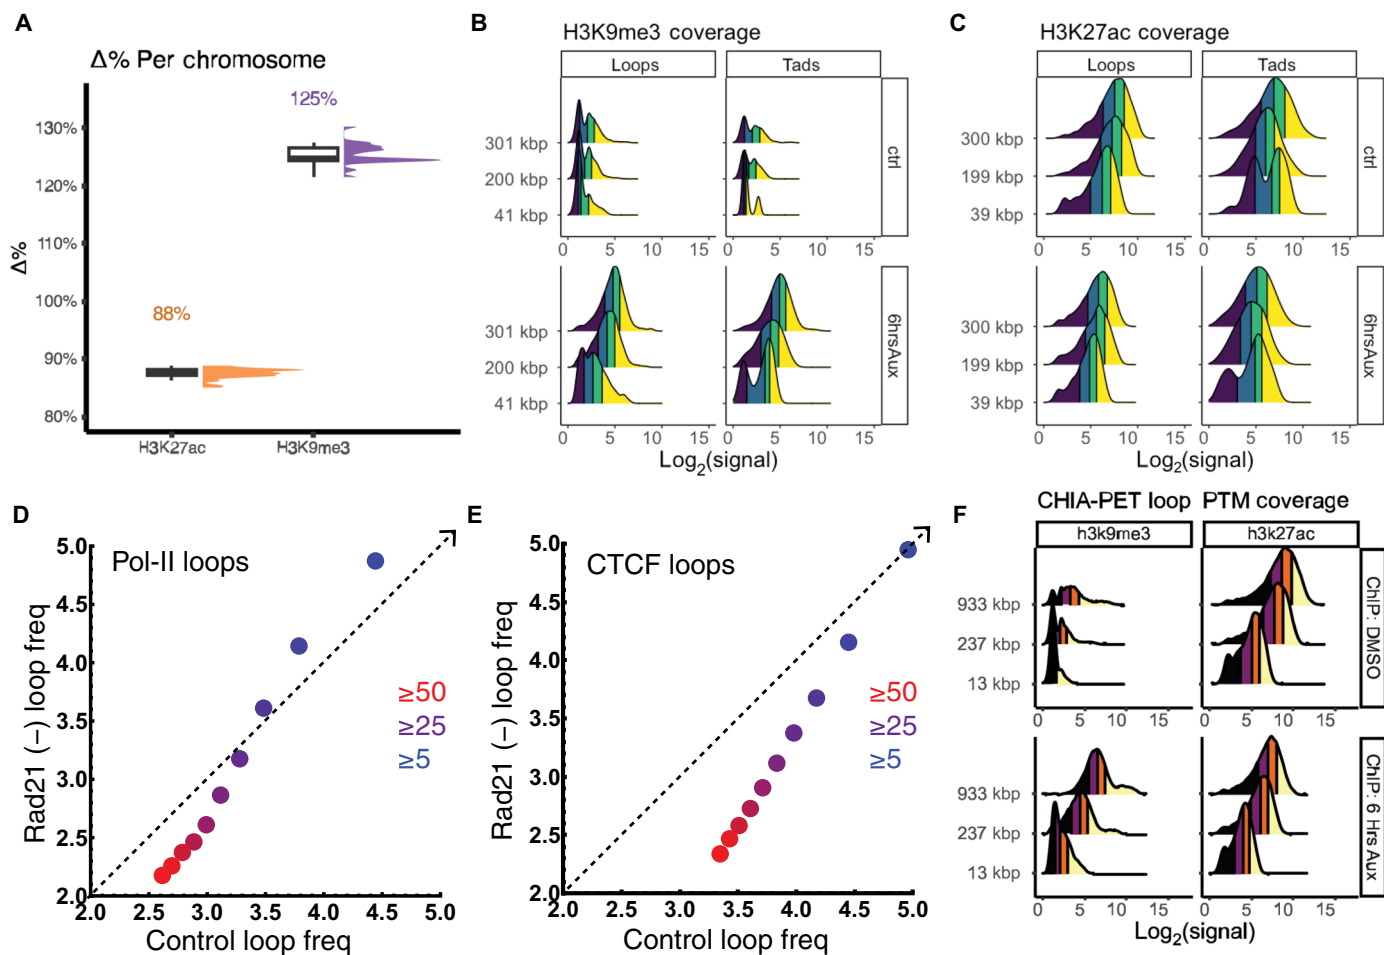 A
Δ% Per chromosome
125%
88%
130%
120%
110%
100%
90%
80%
Δ%
H3K27ac
H3K9me3
B
H3K9me3 coverage
Loops
Tads
301 kbp
200 kbp
41 kbp
ctrl
0 5 10 15
0 5 10 15
301 kbp
200 kbp
41 kbp
6hrsAux
0 5 10 15
0 5 10 15
Log2(signal)
C
H3K27ac coverage
Loops
Tads
300 kbp
199 kbp
39 kbp
ctrl
0 5 10 15
0 5 10 15
300 kbp
199 kbp
39 kbp
6hrsAux
0 5 10 15
0 5 10 15
Log2(signal)
D
Pol-II loops
5.0
4.5
4.0
3.5
3.0
2.5
2.0
Rad21 (−) loop freq
≥50
≥25
≥5
2.0 2.5 3.0 3.5 4.0 4.5 5.0
Control loop freq
E
CTCF loops
5.0
4.5
4.0
3.5
3.0
2.5
2.0
Rad21 (−) loop freq
≥50
≥25
≥5
2.0 2.5 3.0 3.5 4.0 4.5 5.0
Control loop freq
F
CHIA-PET loop PTM coverage
h3k9me3
h3k27ac
933 kbp
237 kbp
13 kbp
ChIP: DMSO
0 5 10 15
0 5 10 15
933 kbp
237 kbp
13 kbp
ChIP: 6 Hrs Aux
0 5 10 15
0 5 10 15
Log2(signal)